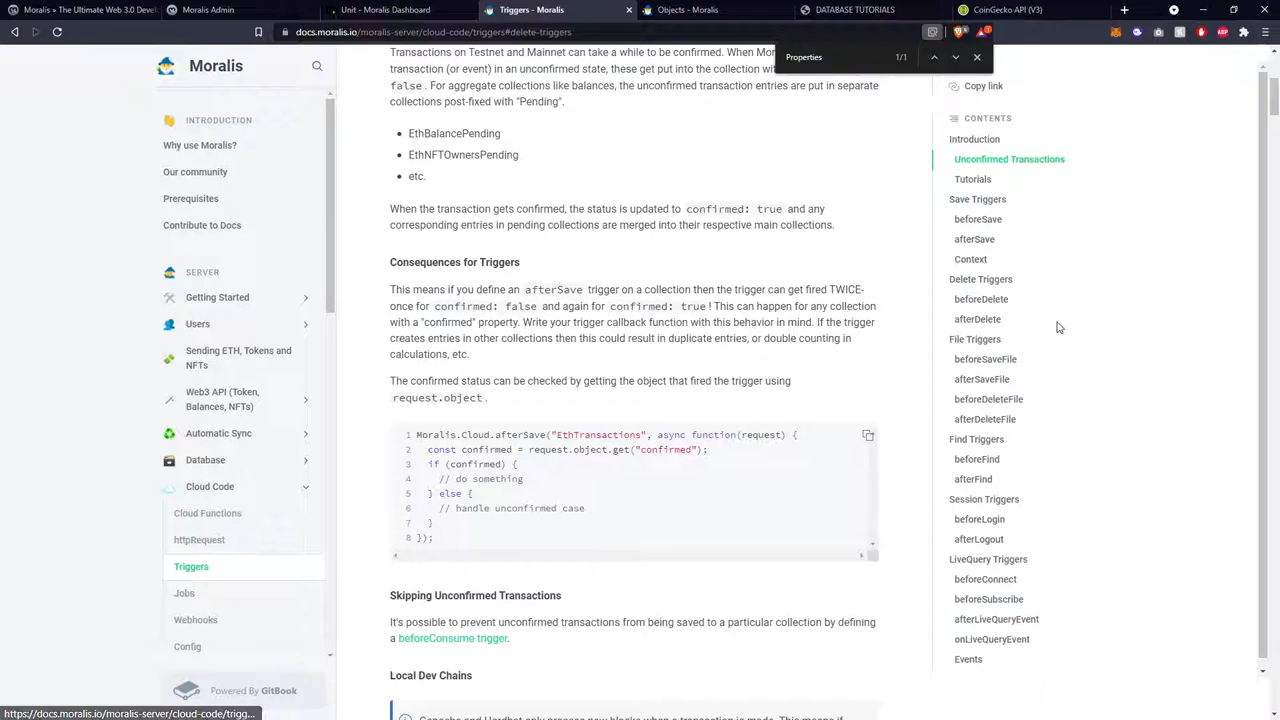 Moralis » The Ultimate Web 3.0 Devel
Moralis Admin
Unit - Moralis Dashboard
Triggers - Moralis
Objects - Moralis
DATABASE TUTORIALS
CoinGecko API (V3)
docs.moralis.io/moralis-server/cloud-code/triggers#delete-triggers
Properties
1/1
Moralis
INTRODUCTION
Why use Moralis?
Our community
Prerequisites
Contribute to Docs
SERVER
Getting Started
Users
Sending ETH, Tokens and
NFTs
Web3 API (Token,
Balances, NFTs)
Automatic Sync
Database
Cloud Code
Cloud Functions
httpRequest
Triggers
Jobs
Webhooks
Config
Powered By GitBook
https://docs.moralis.io/moralis-server/cloud-code/trigg...
Transactions on Testnet and Mainnet can take a while to be confirmed. When Mor
transaction (or event) in an unconfirmed state, these get put into the collection wit
false. For aggregate collections like balances, the unconfirmed transaction entries are put in separate
collections post-fixed with "Pending".
EthBalancePending
EthNFTOwnersPending
etc.
When the transaction gets confirmed, the status is updated to confirmed: true and any
corresponding entries in pending collections are merged into their respective main collections.
Consequences for Triggers
This means if you define an afterSave trigger on a collection then the trigger can get fired TWICE-
once for confirmed: false and again for confirmed: true! This can happen for any collection
with a "confirmed" property. Write your trigger callback function with this behavior in mind. If the trigger
creates entries in other collections then this could result in duplicate entries, or double counting in
calculations, etc.
The confirmed status can be checked by getting the object that fired the trigger using
request.object.
1 Moralis.Cloud.afterSave("EthTransactions", async function(request) {
2 const confirmed = request.object.get("confirmed");
3 if (confirmed) {
4 // do something
5 } else {
6 // handle unconfirmed case
7 }
8 });
Skipping Unconfirmed Transactions
It's possible to prevent unconfirmed transactions from being saved to a particular collection by defining
a beforeConsume trigger.
Local Dev Chains
Ganache and Hardhat only process new blocks when a transaction is made. This means if
Copy link
CONTENTS
Introduction
Unconfirmed Transactions
Tutorials
Save Triggers
beforeSave
afterSave
Context
Delete Triggers
beforeDelete
afterDelete
File Triggers
beforeSaveFile
afterSaveFile
beforeDeleteFile
afterDeleteFile
Find Triggers
beforeFind
afterFind
Session Triggers
beforeLogin
afterLogout
LiveQuery Triggers
beforeConnect
beforeSubscribe
afterLiveQueryEvent
onLiveQueryEvent
Events